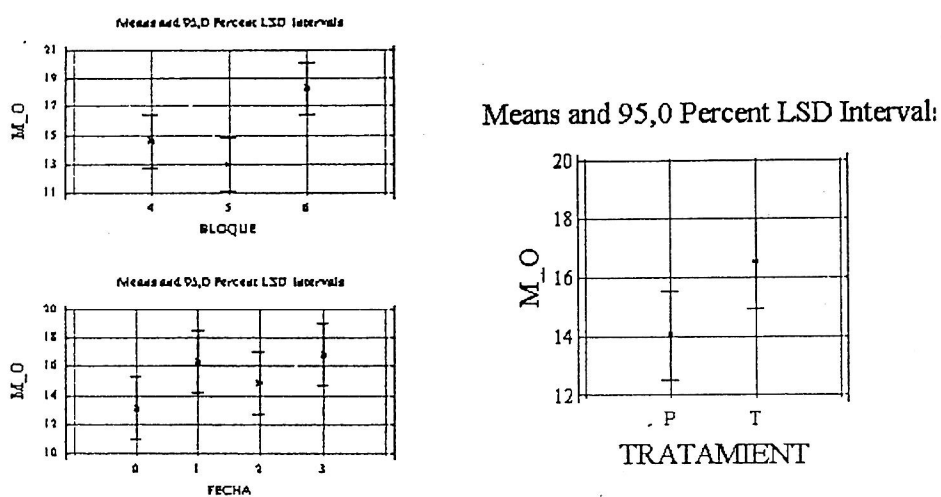 Means and 95,0 Percent LSD Intervals
M_O
21
19
17
15
13
11
4 5 6
BLOQUE
Means and 95,0 Percent LSD Intervals
M_O
20
18
16
14
12
10
0 1 2 3
FECHA
Means and 95,0 Percent LSD Interval:
M_O
20
18
16
14
12
P T
TRATAMIENT